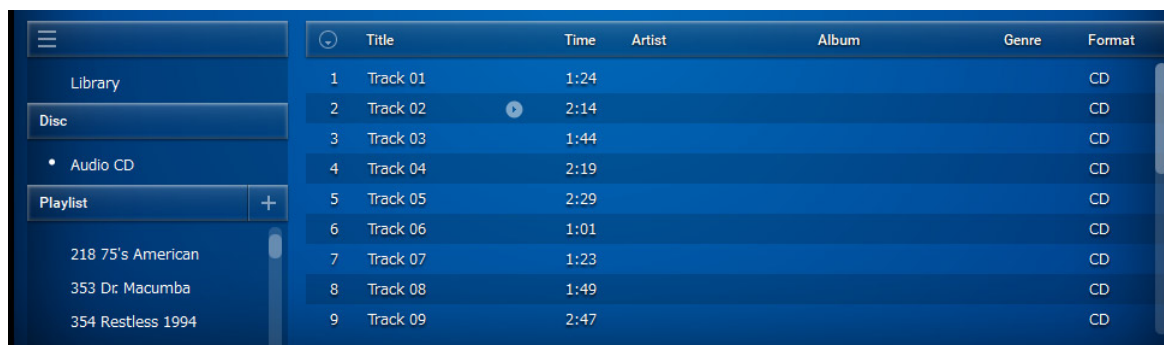 Title Time Artist Album Genre Format
Library
Disc
Audio CD
Playlist +
218 75's American
353 Dr. Macumba
354 Restless 1994
1 Track 01 1:24 CD
2 Track 02 2:14 CD
3 Track 03 1:44 CD
4 Track 04 2:19 CD
5 Track 05 2:29 CD
6 Track 06 1:01 CD
7 Track 07 1:23 CD
8 Track 08 1:49 CD
9 Track 09 2:47 CD